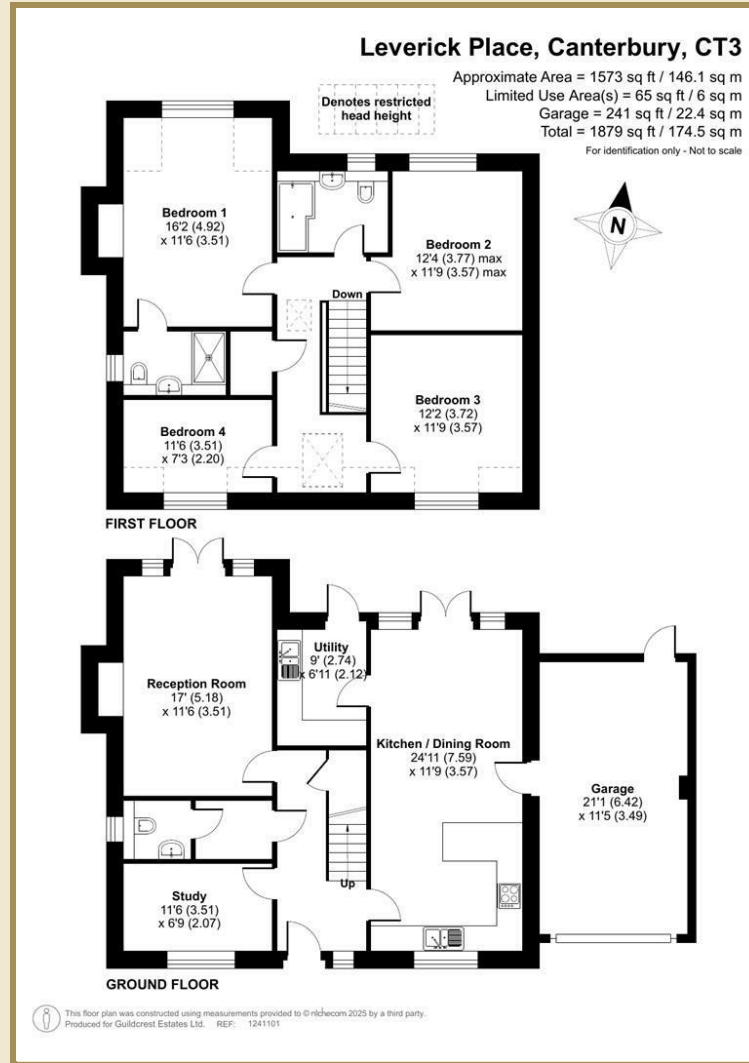 Leverick Place, Canterbury, CT3
Approximate Area = 1573 sq ft / 146.1 sq m
Limited Use Area(s) = 65 sq ft / 6 sq m
Garage = 241 sq ft / 22.4 sq m
Total = 1879 sq ft / 174.5 sq m
For identification only - Not to scale
Denotes restricted
head height
N
Bedroom 1
16'2 (4.92)
x 11'6 (3.51)
Bedroom 2
12'4 (3.77) max
x 11'9 (3.57) max
Down
Bedroom 3
12'2 (3.72)
x 11'9 (3.57)
Bedroom 4
11'6 (3.51)
x 7'3 (2.20)
FIRST FLOOR
Utility
9' (2.74)
x 6'11 (2.12)
Reception Room
17' (5.18)
x 11'6 (3.51)
Kitchen / Dining Room
24'11 (7.59)
x 11'9 (3.57)
Garage
21'1 (6.42)
x 11'5 (3.49)
Up
Study
11'6 (3.51)
x 6'9 (2.07)
GROUND FLOOR
This floor plan was constructed using measurements provided to © nichecom 2025 by a third party.
Produced for Guildcrest Estates Ltd. REF: 1241101